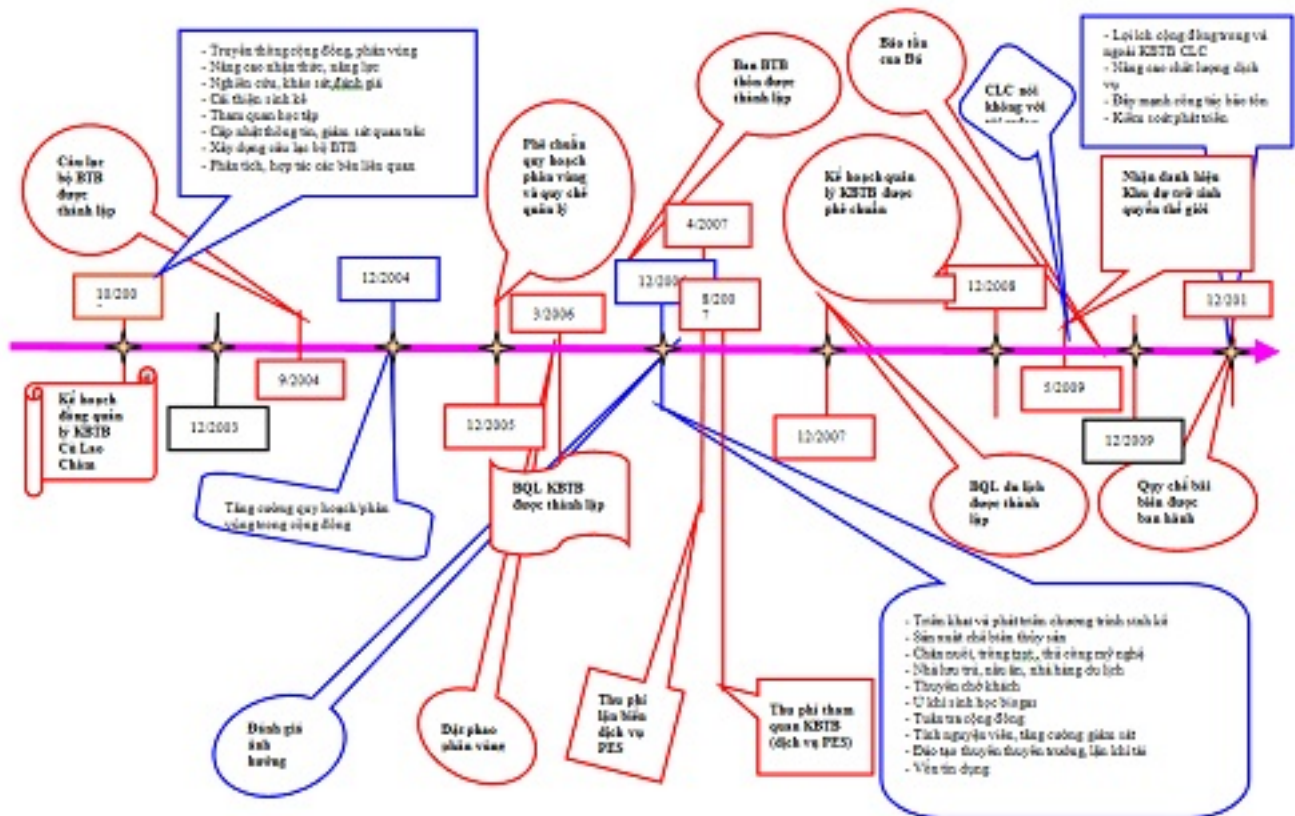 - Truyền thông cộng đồng, phân vùng
- Nâng cao nhận thức, năng lực
- Nghiên cứu, khảo sát, đánh giá
- Cải thiện sinh kế
- Tham quan học tập
- Cập nhật thông tin, giám sát quan trắc
- Xây dựng câu lạc bộ BTB
- Phân tích, hợp tác các bên liên quan
Câu lạc
bộ BTB
được
thành lập
Phê chuẩn
quy hoạch
phân vùng
và quy chế
quản lý
Ban BTB
thôn được
thành lập
Bảo tồn
cua Đá
CLC nói
không với
- Lợi ích cộng đồng trong và
ngoài KBTB CLC
- Nâng cao chất lượng dịch
vụ
- Đẩy mạnh công tác bảo tồn
- Kiểm soát phát triển
Kế hoạch quản
lý KBTB được
phê chuẩn
Nhận danh hiệu
Khu dự trữ sinh
quyển thế giới
4/2007
10/200
12/2004
3/2006
12/200
8/200
7
12/2008
12/201
Kế hoạch
đồng quản
lý KBTB
Cù Lao
Chàm
12/2003
9/2004
12/2005
12/2007
5/2009
12/2009
Tăng cường quy hoạch phân
vùng trong cộng đồng
BQL KBTB
được thành lập
BQL du lịch
được thành
lập
Quy chế bãi
biển được
ban hành
Đánh giá
ảnh
hưởng
Đặt phao
phân vùng
Thu phí
lặn biển
dịch vụ
PES
Thu phí tham
quan KBTB
(dịch vụ PES)
- Triển khai và phát triển chương trình sinh kế
- Sản xuất chế biến thủy sản
- Chăn nuôi, trồng trọt, thủ công mỹ nghệ
- Nhà lưu trú, nấu ăn, nhà hàng du lịch
- Thuyền chở khách
- Ủ khí sinh học biogas
- Tuần tra cộng đồng
- Tình nguyện viên, tăng cường giám sát
- Đào tạo thuyền thuyền trưởng, lặn khí tài
- Vốn tín dụng